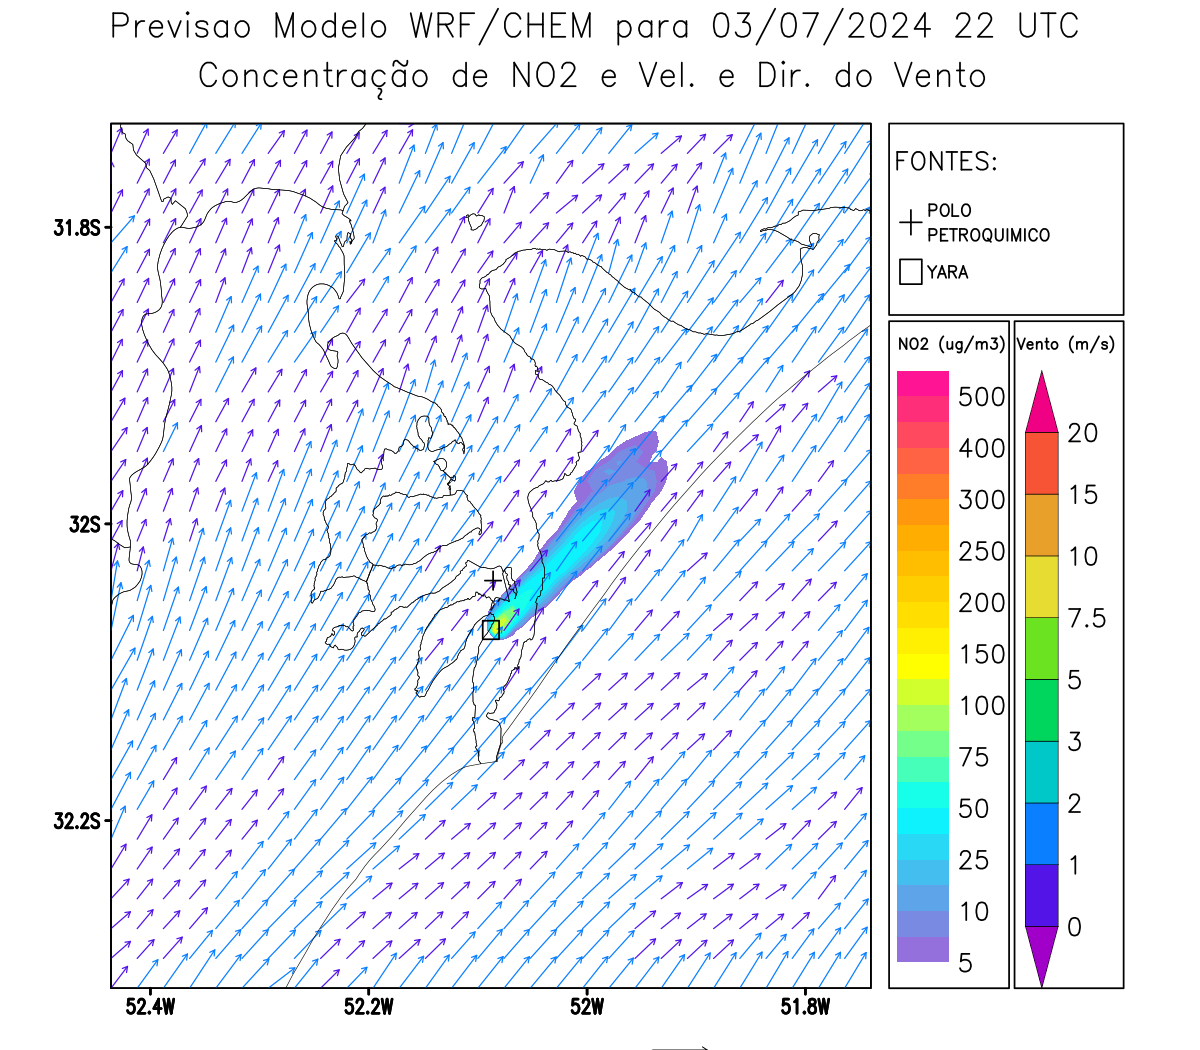 Previsao Modelo WRF/CHEM para 03/07/2024 22 UTC
Concentração de NO2 e Vel. e Dir. do Vento
FONTES:
POLO
PETROQUIMICO
YARA
31.8S
32S
32.2S
52.4W
52.2W
52W
51.8W
NO2 (ug/m3)
500
400
300
250
200
150
100
75
50
25
10
5
Vento (m/s)
20
15
10
7.5
5
3
2
1
0